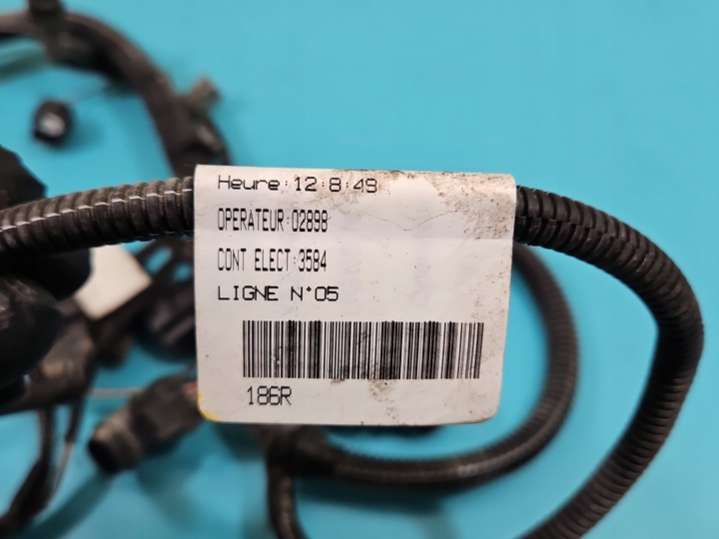 Heure:12:8:49
OPERATEUR:02898
CONT ELECT:3584
LIGNE N°05
186R